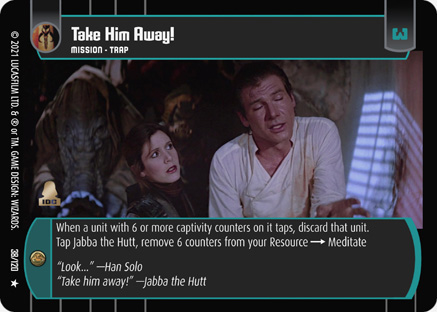 Take Him Away!
MISSION - TRAP
When a unit with 6 or more captivity counters on it taps, discard that unit.
Tap Jabba the Hutt, remove 6 counters from your Resource → Meditate
“Look...” —Han Solo
“Take him away!” —Jabba the Hutt
© 2021 LUCASFILM LTD. & ® or TM. GAME DESIGN, WIZARDS.